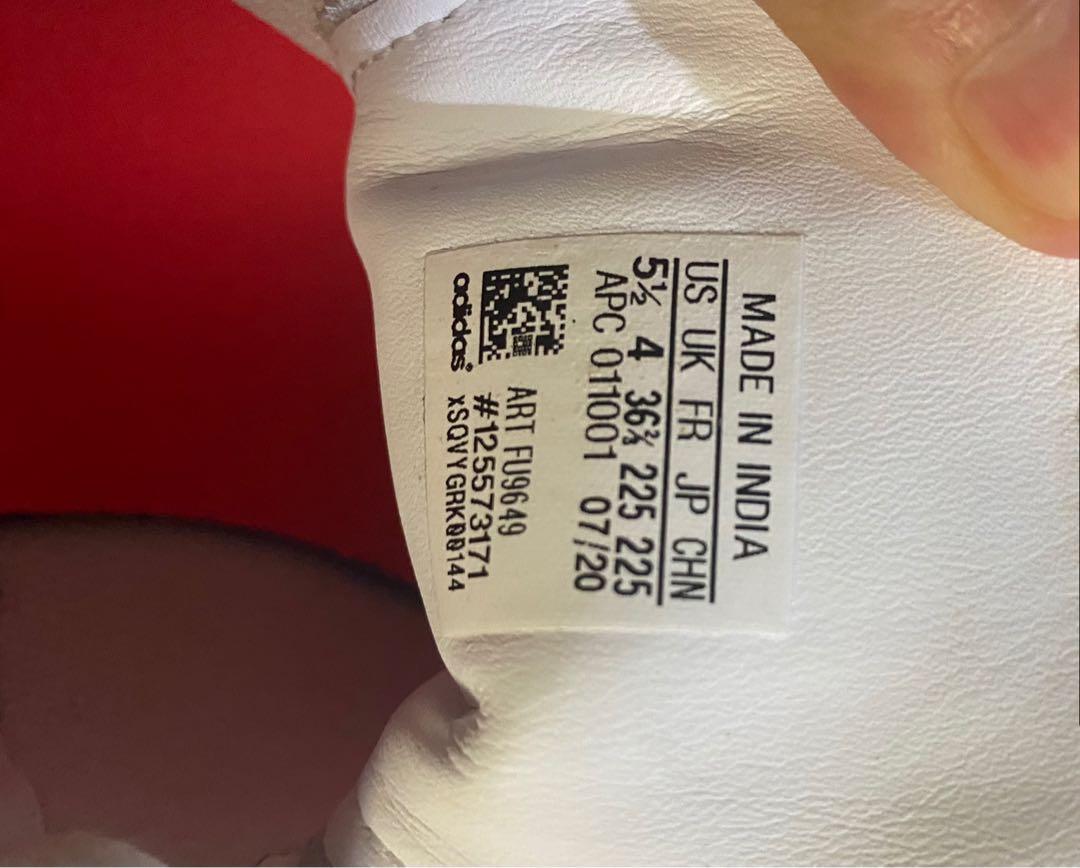 MADE IN INDIA
US UK FR JP CHN
5½ 4 36⅔ 225 225
APC 011001 07/20
ART FU9649
#125573171
xSQVYGRK00144
adidas®